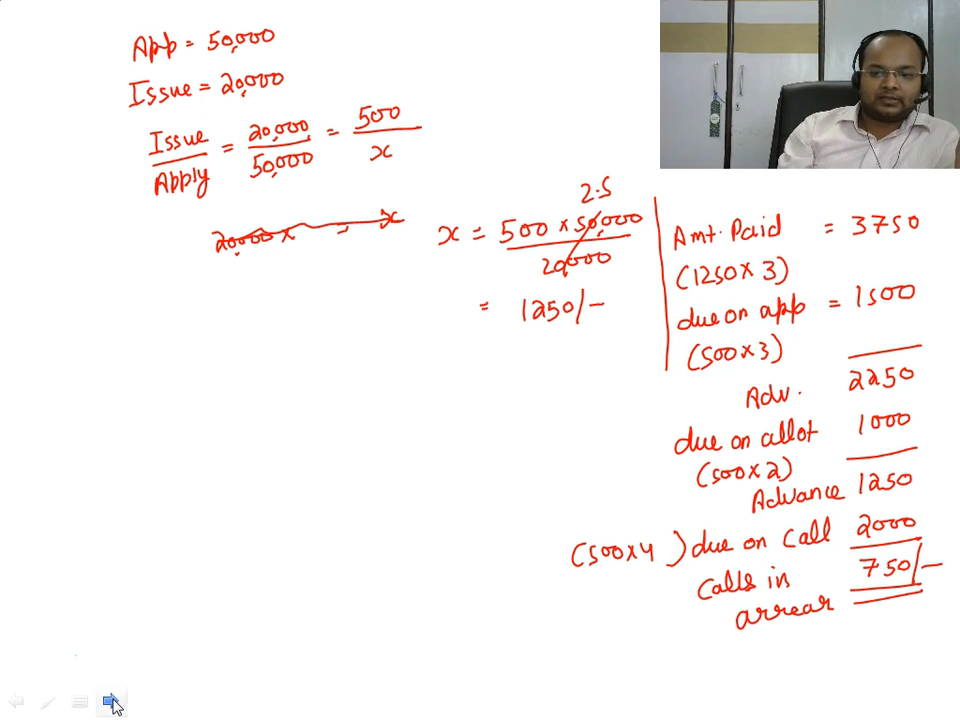 App = 50,000
Issue = 20,000
Issue/Apply = 20,000/50,000 = 500/x
20,000 x = x
x = 500 x 50,000/20,000
2.5
= 1250/-
Amt. Paid = 3750
(1250 x 3)
due on app = 1500
(500 x 3)
Adv. 2250
due on allot 1000
(500 x 2)
Advance 1250
(500 x 4) due on call 2000
Calls in 750/-
arrear